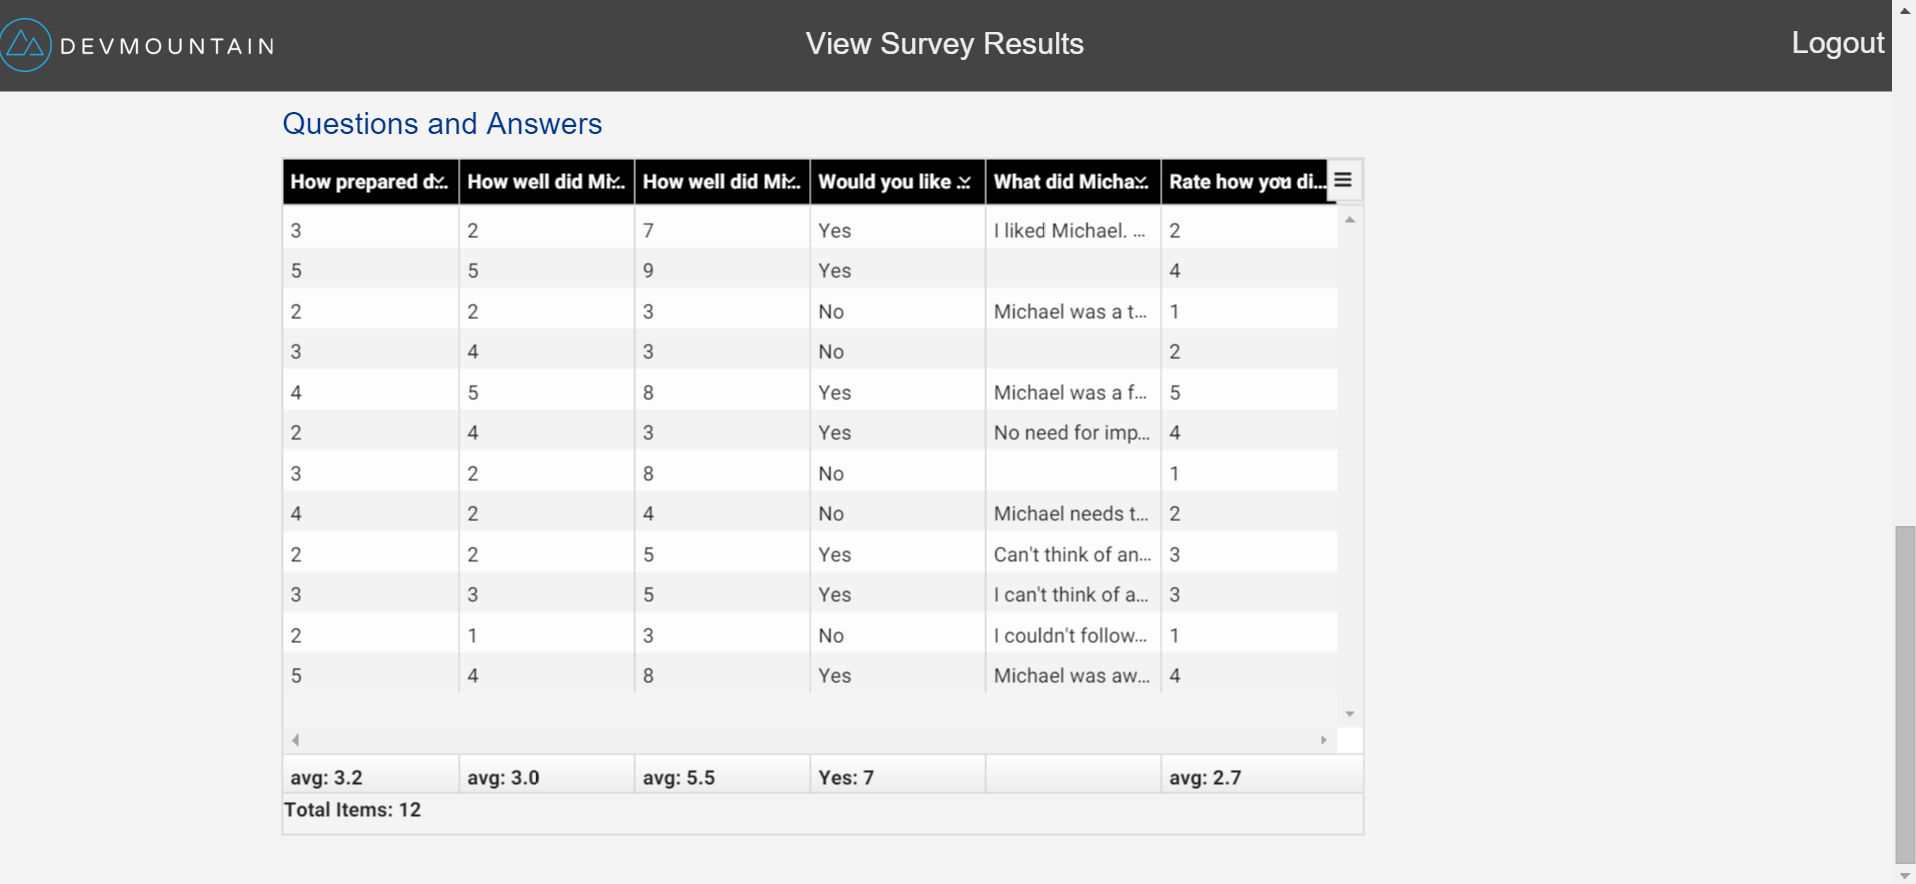 DEVMOUNTAIN View Survey Results Logout
Questions and Answers
How prepared d... How well did Mi... How well did Mi... Would you like ... What did Micha... Rate how you di...
3 2 7 Yes I liked Michael. ... 2
5 5 9 Yes 4
2 2 3 No Michael was a t... 1
3 4 3 No 2
4 5 8 Yes Michael was a f... 5
2 4 3 Yes No need for imp... 4
3 2 8 No 1
4 2 4 No Michael needs t... 2
2 2 5 Yes Can't think of an... 3
3 3 5 Yes I can't think of a... 3
2 1 3 No I couldn't follow... 1
5 4 8 Yes Michael was aw... 4
avg: 3.2 avg: 3.0 avg: 5.5 Yes: 7 avg: 2.7
Total Items: 12